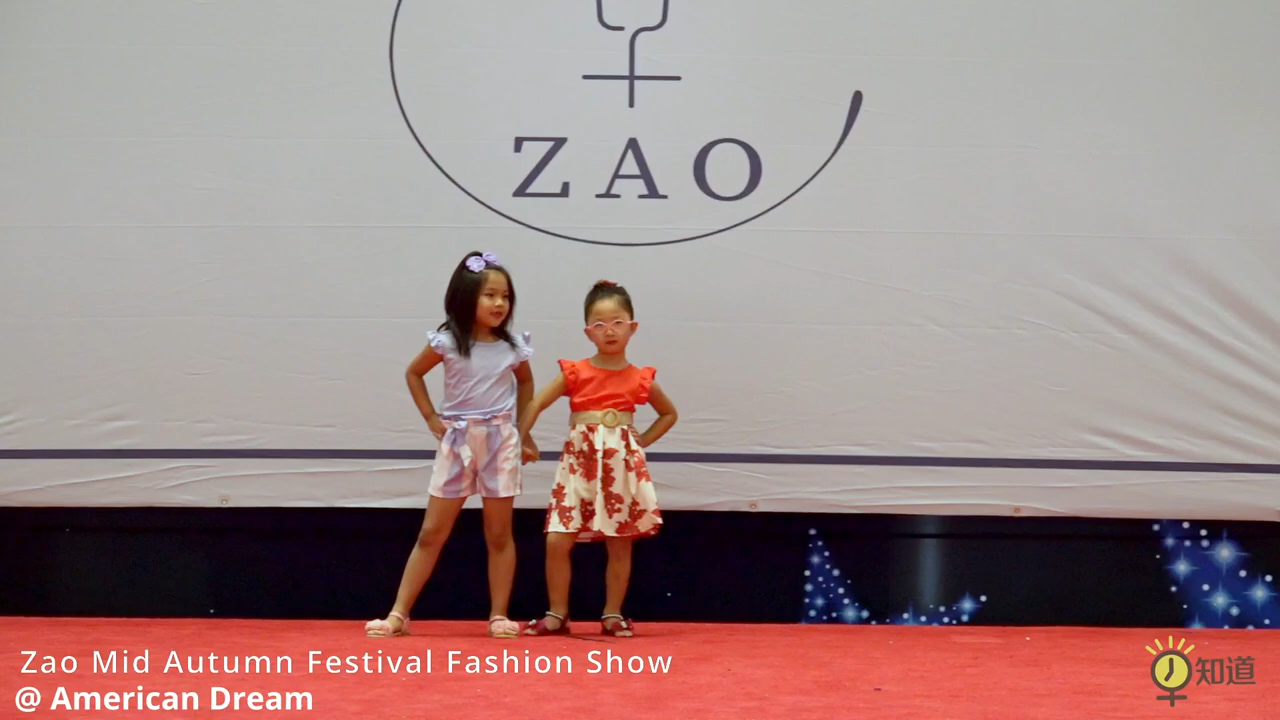 ZAO
Zao Mid Autumn Festival Fashion Show
@ American Dream
知道